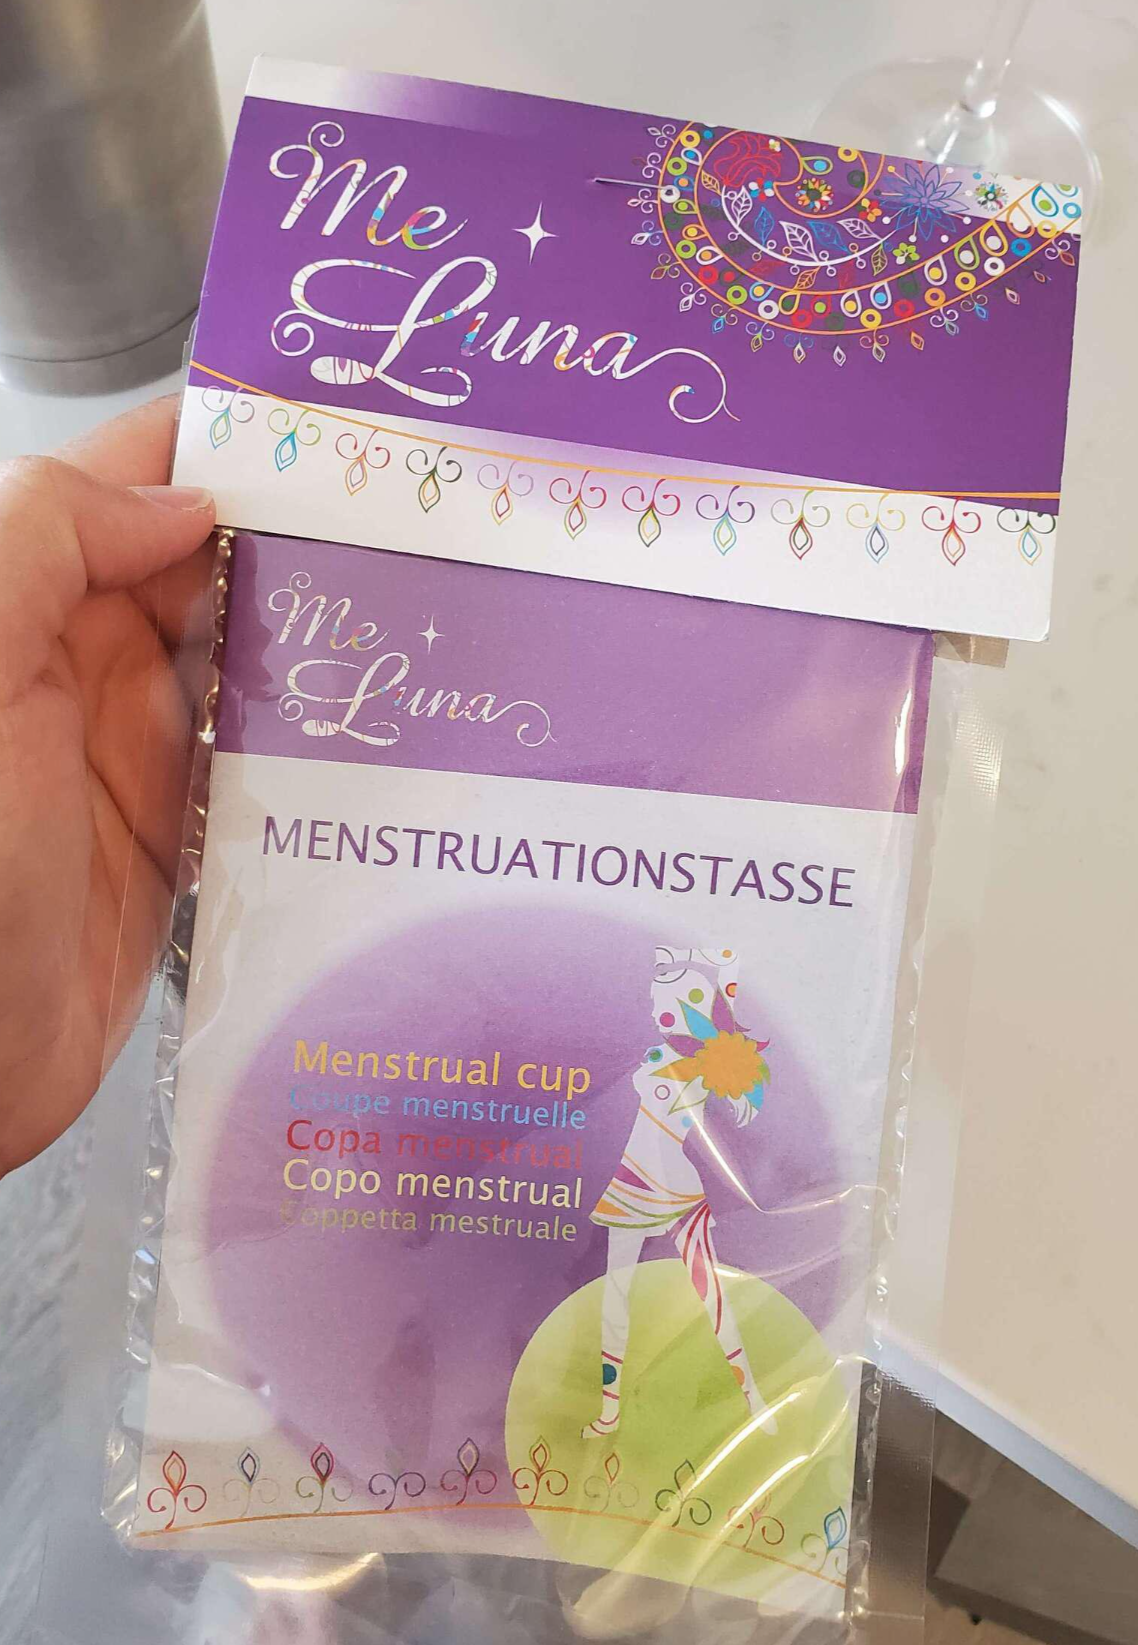 Me
Luna
Me
Luna
MENSTRUATIONSTASSE
Menstrual cup
Coupe menstruelle
Copa menstrual
Copo menstrual
Coppetta mestruale